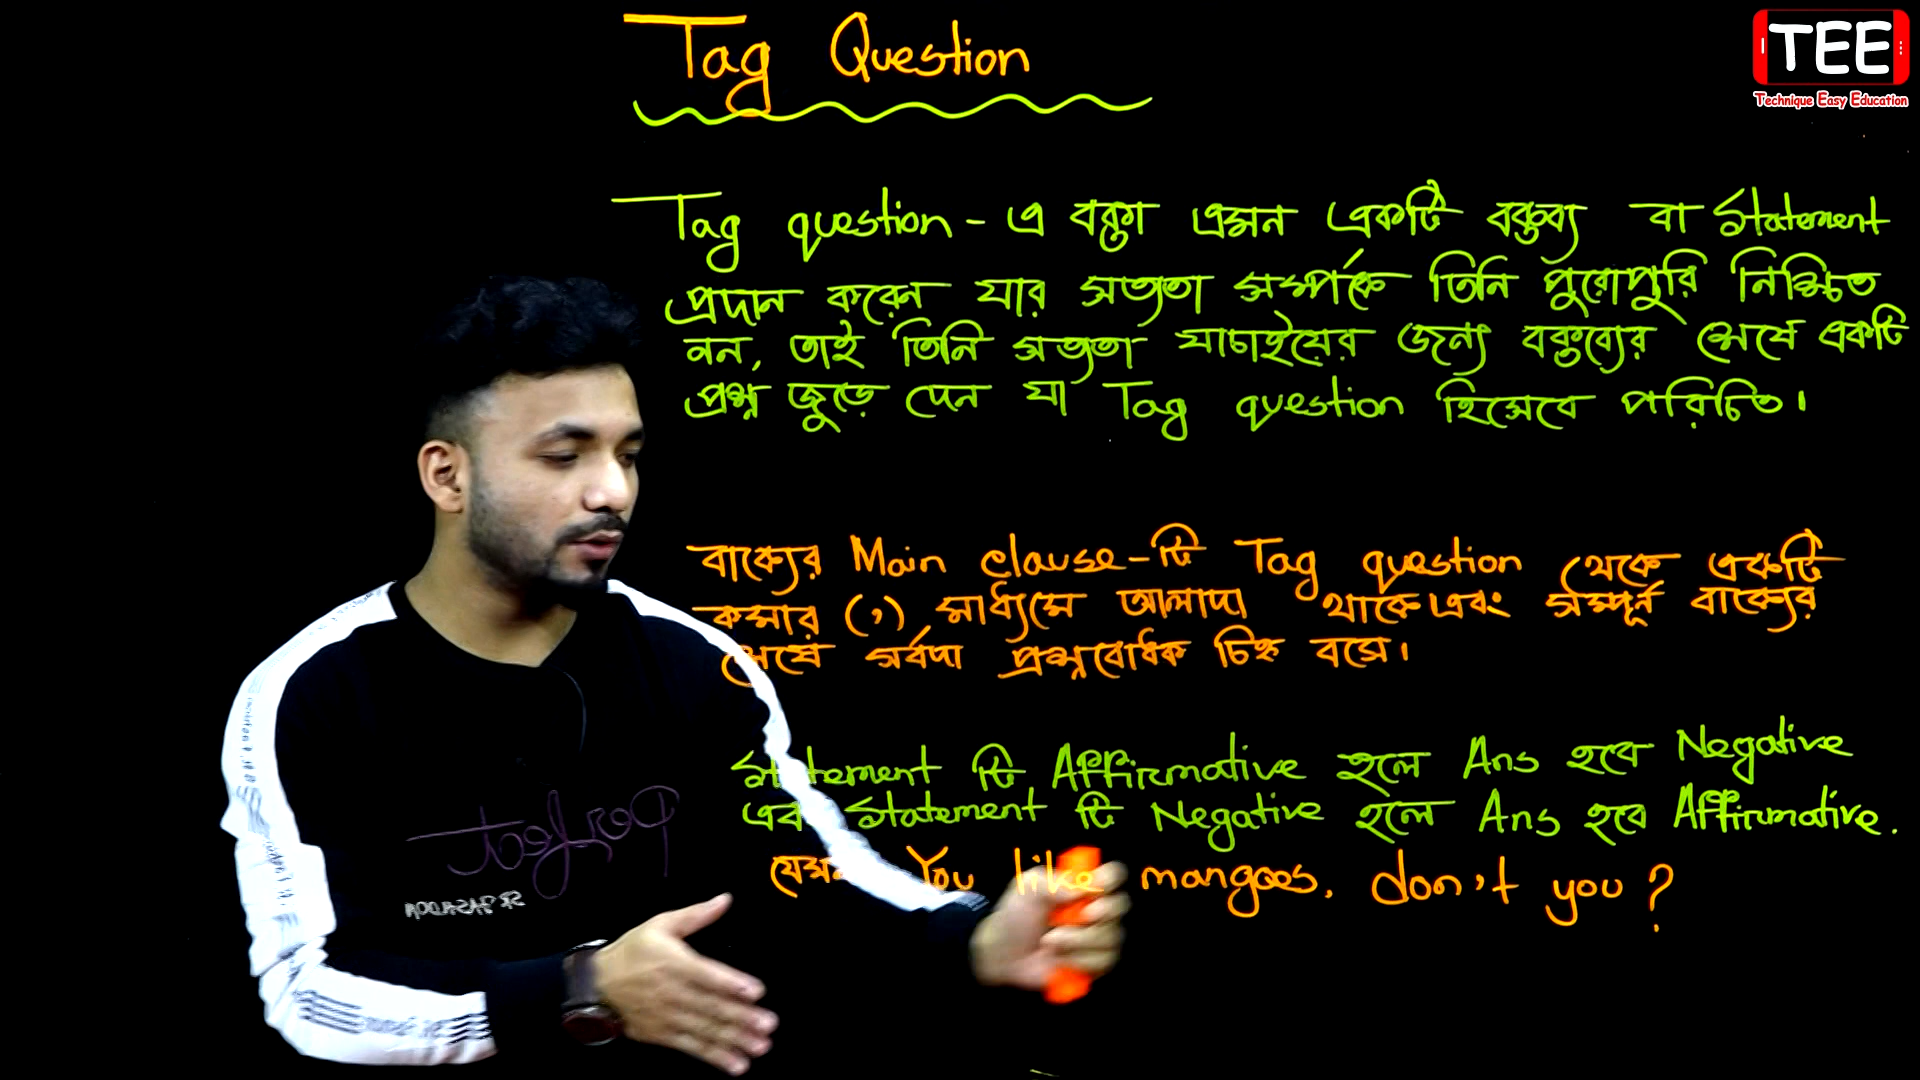 Tag Question
TEE
Technique Easy Education
Tag question - এ বক্তা এমন একটি বক্তব্য বা Statement
প্রদান করেন যার সত্যতা সম্পর্কে তিনি পুরোপুরি নিশ্চিত
নন, তাই তিনি সত্যতা যাচাইয়ের জন্য বক্তব্যের শেষে একটি
প্রশ্ন জুড়ে দেন যা Tag question হিসেবে পরিচিত।
বাক্যের Main clause-টি Tag question থেকে একটি
কমার (,) মাধ্যমে আলাদা থাকে এবং সম্পূর্ন বাক্যের
শেষে সর্বদা প্রশ্নবোধক চিহ্ন বসে।
Statement টি Affirmative হলে Ans হবে Negative
এবং Statement টি Negative হলে Ans হবে Affirmative.
You like mangoes, don't you?
Perfect